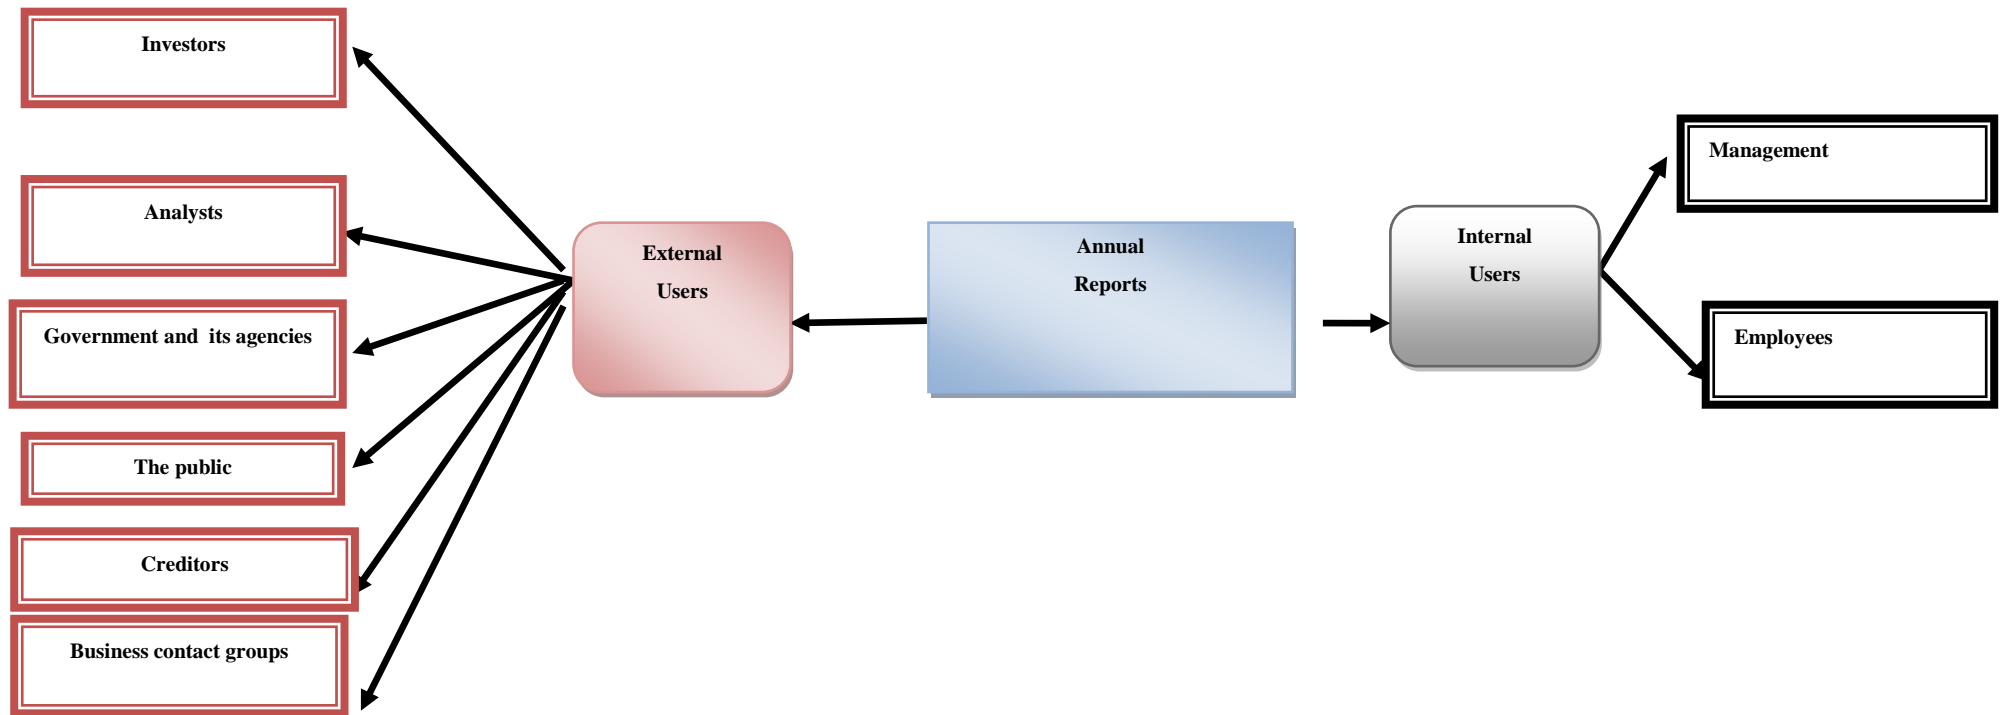 Investors
Analysts
Government and  its agencies
The public
Creditors
Business contact groups
External
Users
Annual
Reports
Internal
Users
Management
Employees